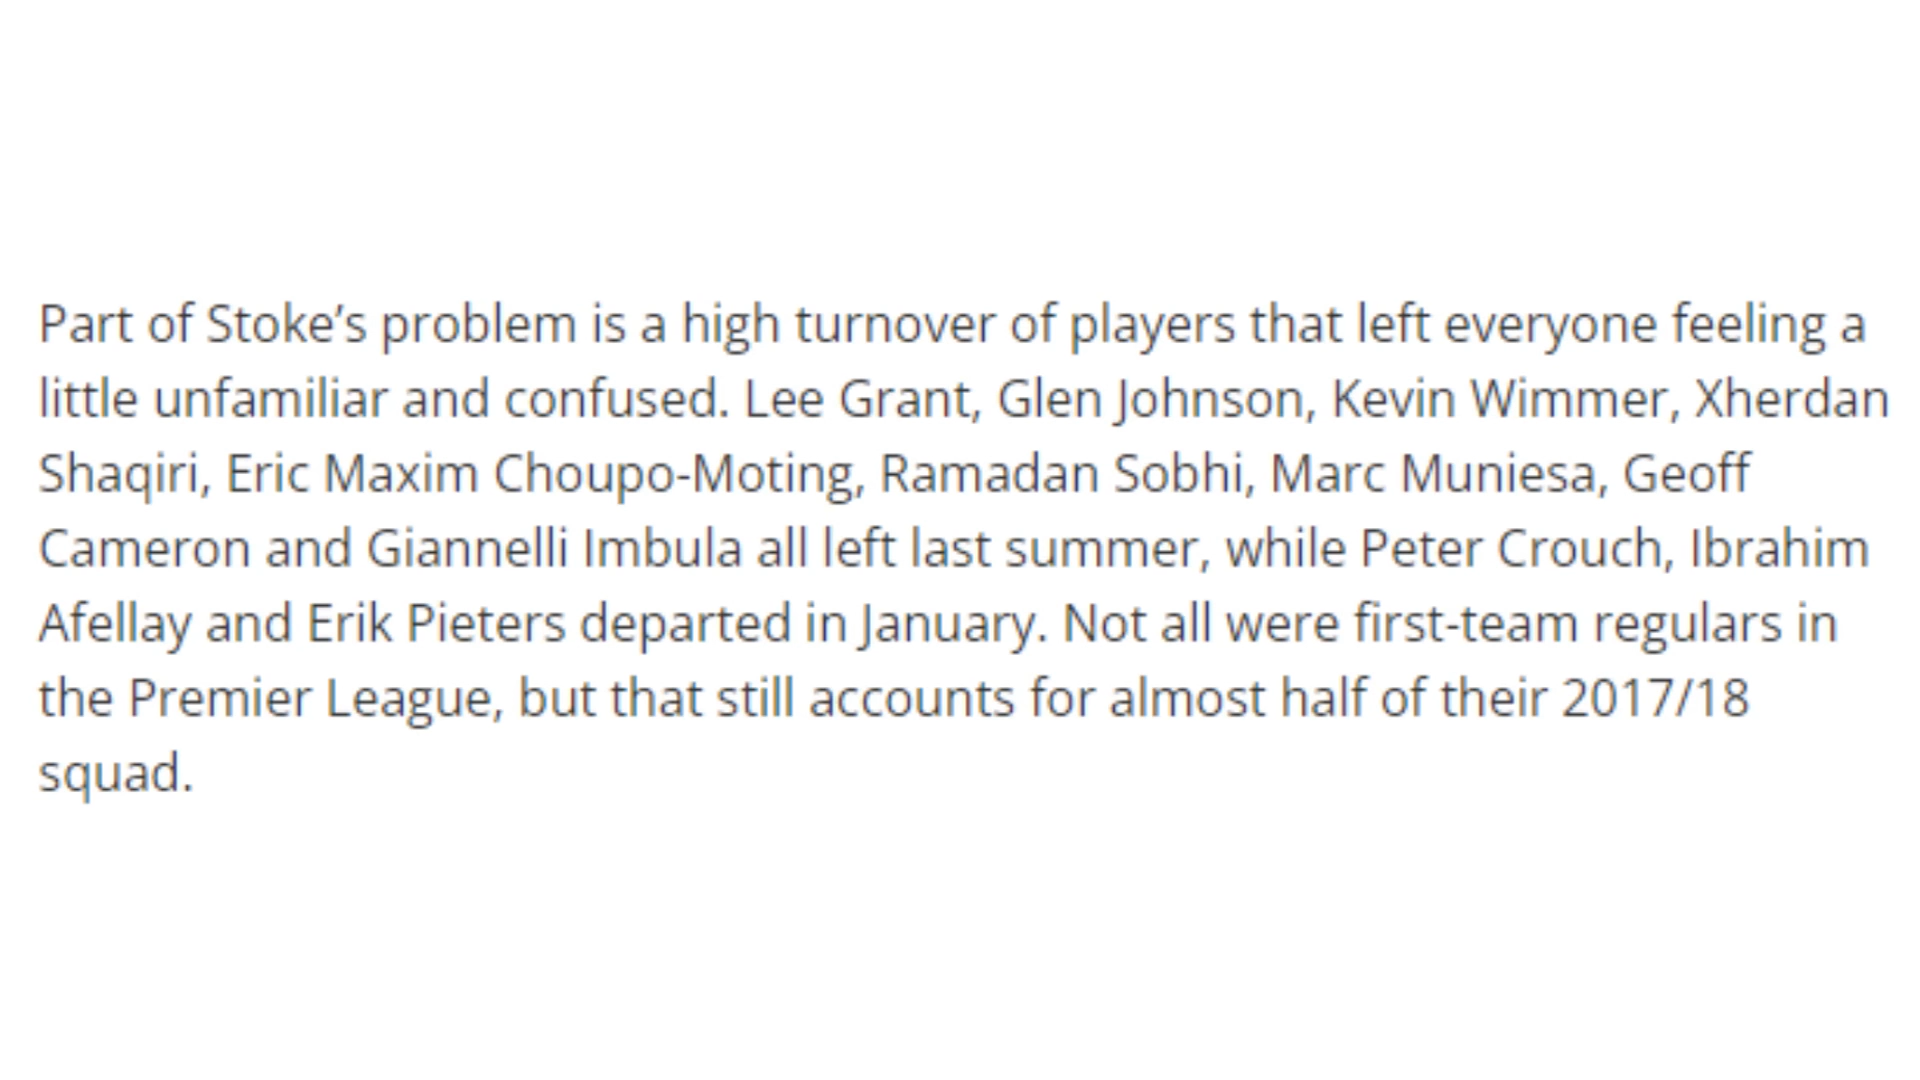 Part of Stoke’s problem is a high turnover of players that left everyone feeling a
little unfamiliar and confused. Lee Grant, Glen Johnson, Kevin Wimmer, Xherdan
Shaqiri, Eric Maxim Choupo-Moting, Ramadan Sobhi, Marc Muniesa, Geoff
Cameron and Giannelli Imbula all left last summer, while Peter Crouch, Ibrahim
Afellay and Erik Pieters departed in January. Not all were first-team regulars in
the Premier League, but that still accounts for almost half of their 2017/18
squad.